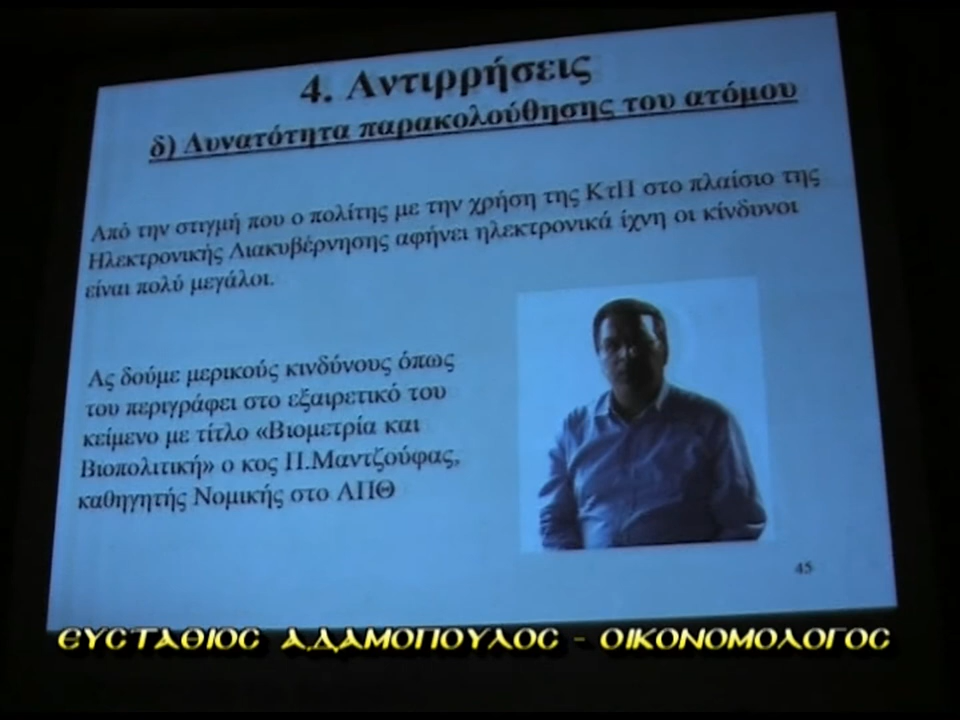 4. Αντιρρήσεις
δ) Δυνατότητα παρακολούθησης του ατόμου
Από την στιγμή που ο πολίτης με την χρήση της ΚτΠ στο πλαίσιο της
Ηλεκτρονικής Διακυβέρνησης αφήνει ηλεκτρονικά ίχνη οι κίνδυνοι
είναι πολύ μεγάλοι.
Ας δούμε μερικούς κινδύνους όπως
του περιγράφει στο εξαιρετικό του
κείμενο με τίτλο «Βιομετρία και
Βιοπολιτική» ο κος Π.Μαντζούφας,
καθηγητής Νομικής στο ΑΠΘ
45
ΕΥΣΤΑΘΙΟΣ ΑΔΑΜΟΠΟΥΛΟΣ - ΟΙΚΟΝΟΜΟΛΟΓΟΣ